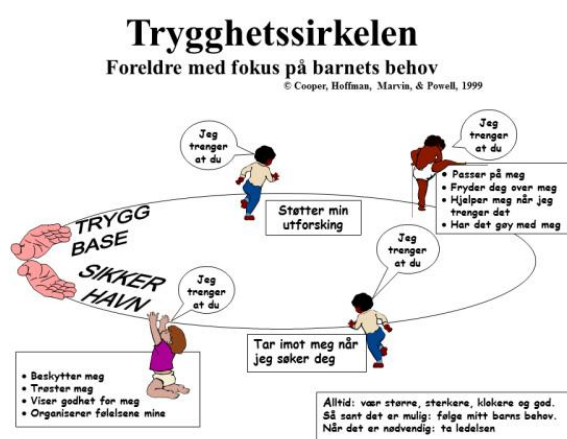 Trygghetssirkelen
Foreldre med fokus på barnets behov
© Cooper, Hoffman, Marvin, & Powell, 1999
Jeg
trenger
at du
Støtter min
utforsking
Jeg
trenger
at du
• Passer på meg
• Fryder deg over meg
• Hjelper meg når jeg
trenger det
• Har det gøy med meg
TRYGG
BASE
SIKKER
HAVN
Jeg
trenger
at du
Tar imot meg når
jeg søker deg
Jeg
trenger
at du
• Beskytter meg
• Trøster meg
• Viser godhet for meg
• Organiserer følelsene mine
Alltid: vær større, sterkere, klokere og god.
Så sant det er mulig: følge mitt barns behov.
Når det er nødvendig: ta ledelsen